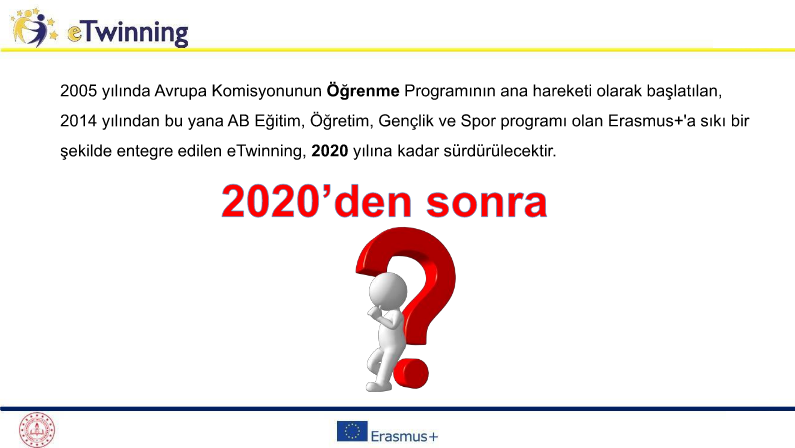 eTwinning
2005 yılında Avrupa Komisyonunun Öğrenme Programının ana hareketi olarak başlatılan,
2014 yılından bu yana AB Eğitim, Öğretim, Gençlik ve Spor programı olan Erasmus+'a sıkı bir
şekilde entegre edilen eTwinning, 2020 yılına kadar sürdürülecektir.
2020’den sonra
?
Erasmus+